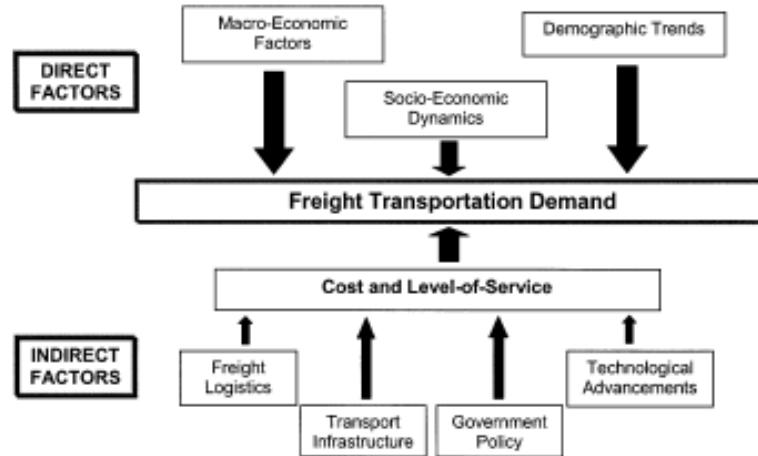 Macro-Economic
Factors
Demographic Trends
DIRECT
FACTORS
Socio-Economic
Dynamics
Freight Transportation Demand
Cost and Level-of-Service
INDIRECT
FACTORS
Freight
Logistics
Technological
Advancements
Transport
Infrastructure
Government
Policy